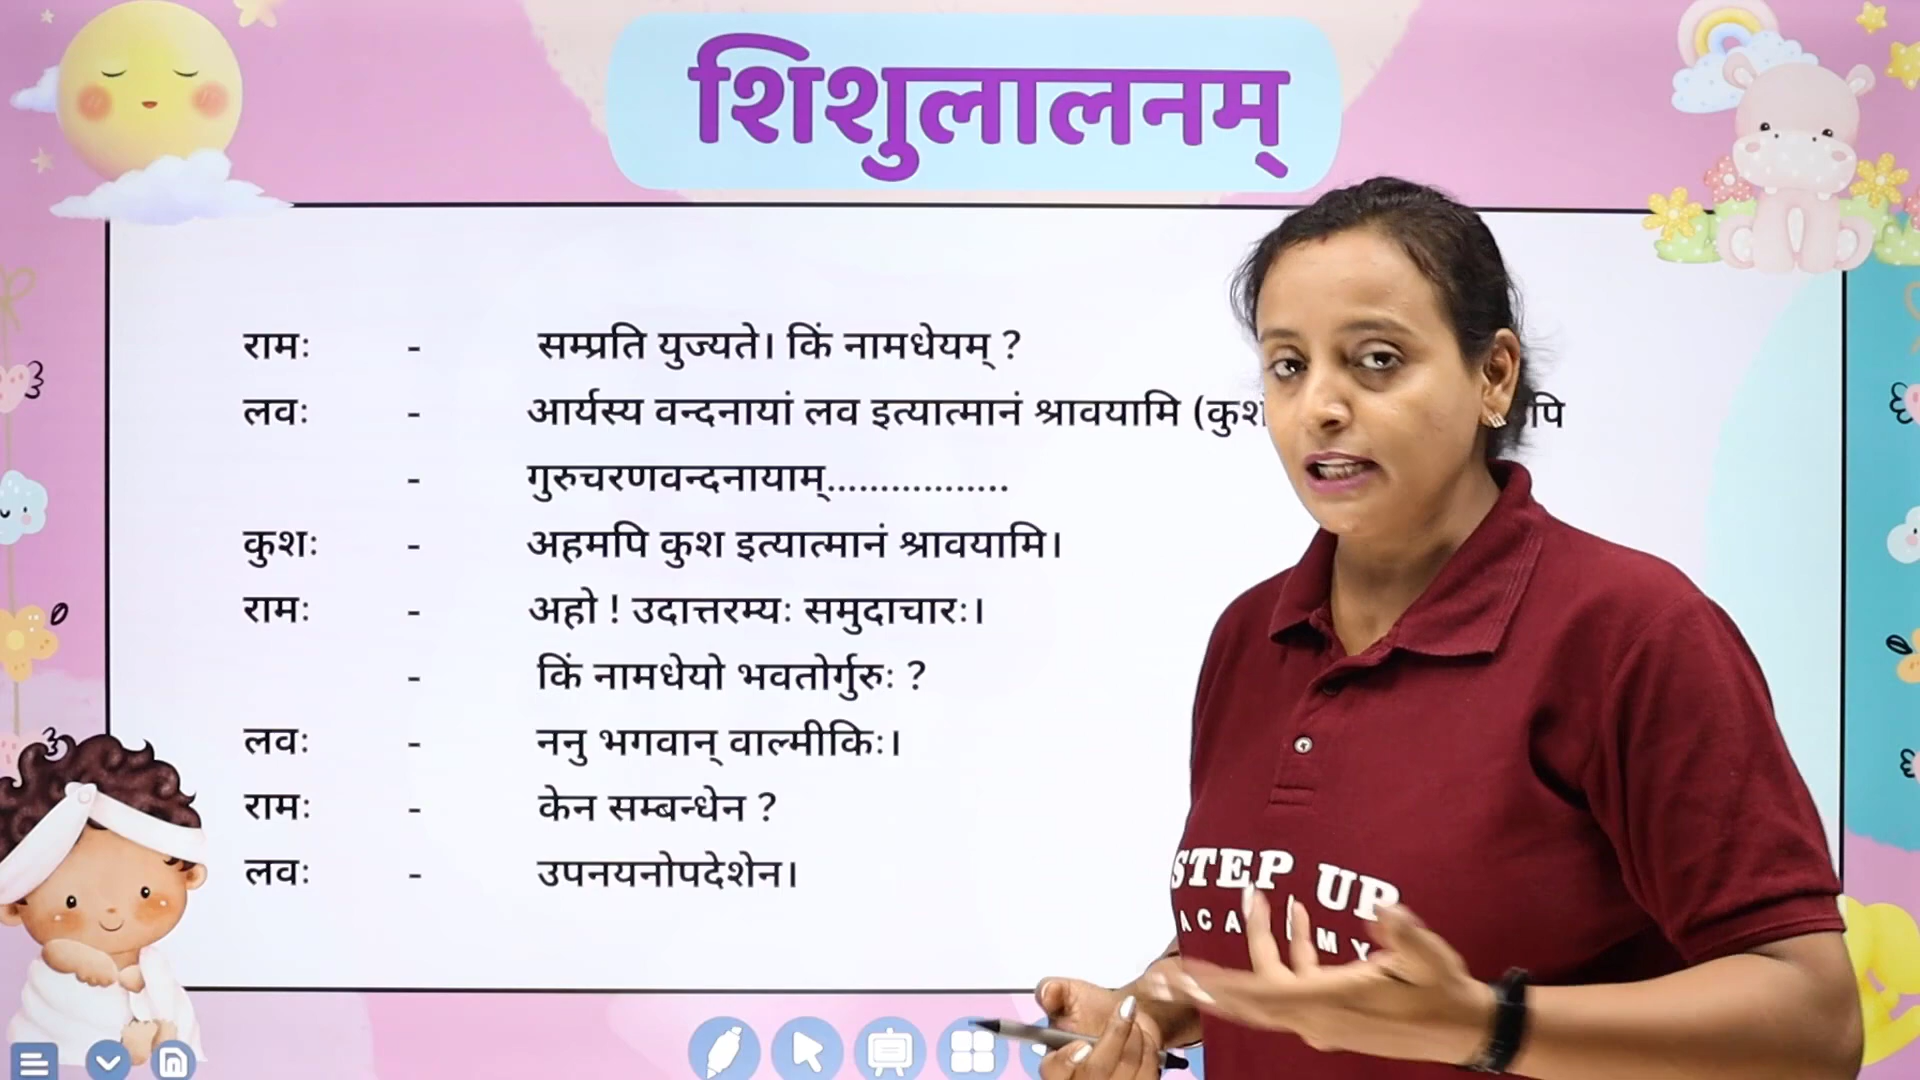 शिशुलालनम्
रामः - सम्प्रति युज्यते। किं नामधेयम् ?
लवः - आर्यस्य वन्दनायां लव इत्यात्मानं श्रावयामि
- गुरुचरणवन्दनायाम्.................
कुशः - अहमपि कुश इत्यात्मानं श्रावयामि।
रामः - अहो ! उदात्तरम्यः समुदाचारः।
- किं नामधेयो भवतोर्गुरुः ?
लवः - ननु भगवान् वाल्मीकिः।
रामः - केन सम्बन्धेन ?
लवः - उपनयनोपदेशेन।
STEP UP